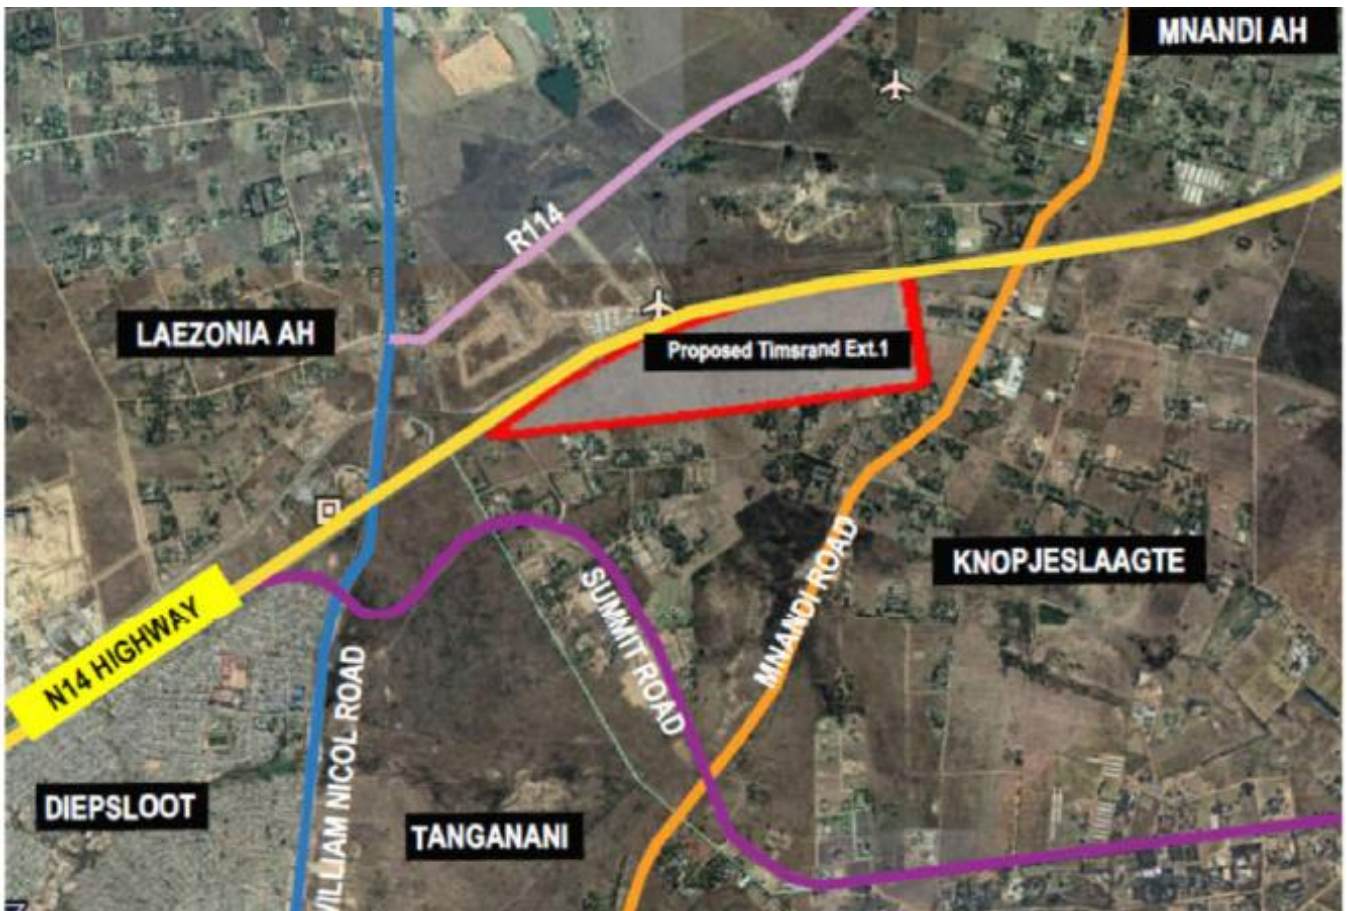 MNANDI AH
R114
LAEZONIA AH
Proposed Timsrand Ext.1
KNOPJESLAAGTE
SUMMIT ROAD
MNANDI ROAD
N14 HIGHWAY
WILLIAM NICOL ROAD
DIEPSLOOT
TANGANANI